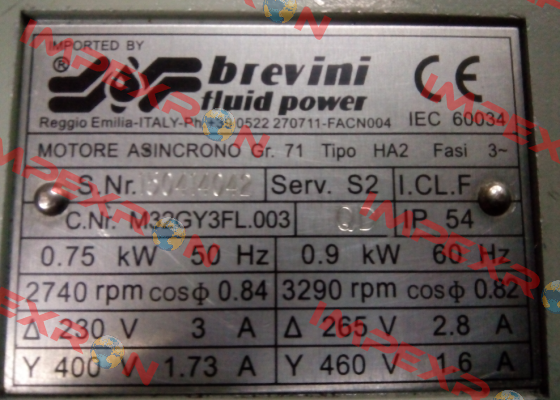 IMPORTED BY
® brevini
fluid power
CE
Reggio Emilia-ITALY-Ph+39 0522 270711-FACN004 IEC 60034
MOTORE ASINCRONO Gr. 71 Tipo HA2 Fasi 3~
S.Nr. Serv. S2 I.CL.F
C.Nr. M32GY3FL.003 IP 54
0.75 kW 50 Hz 0.9 kW 60 Hz
2740 rpm cosϕ 0.84 3290 rpm cosϕ 0.82
Δ 230 V 3 A Δ 265 V 2.8 A
Y 400 V 1.73 A Y 460 V 1.6 A
IMPEXRON